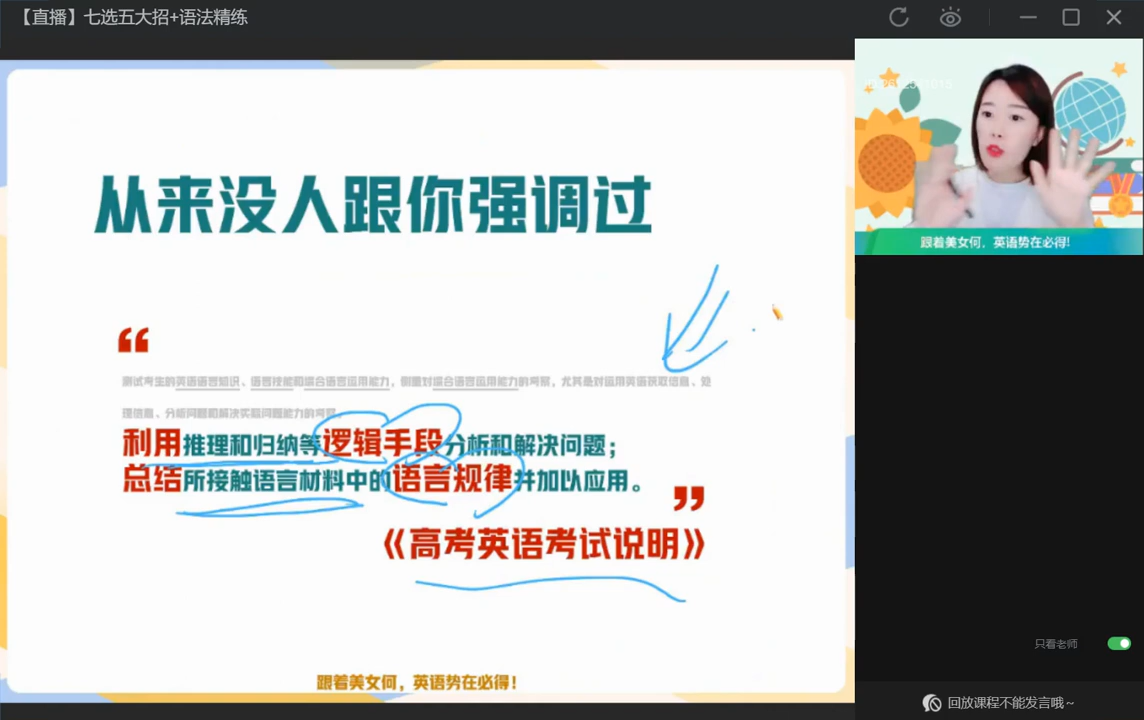 【直播】七选五大招+语法精练
从来没人跟你强调过
“
测试考生的英语语言知识、语言技能和综合语言运用能力，侧重对综合语言运用能力的考察，尤其是对运用英语获取信息、处
理信息、分析问题和解决实际问题能力的考察。
利用推理和归纳等逻辑手段分析和解决问题；
总结所接触语言材料中的语言规律并加以应用。
”
《高考英语考试说明》
跟着美女何，英语势在必得！
跟着美女何，英语势在必得!
只看老师
回放课程不能发言哦~